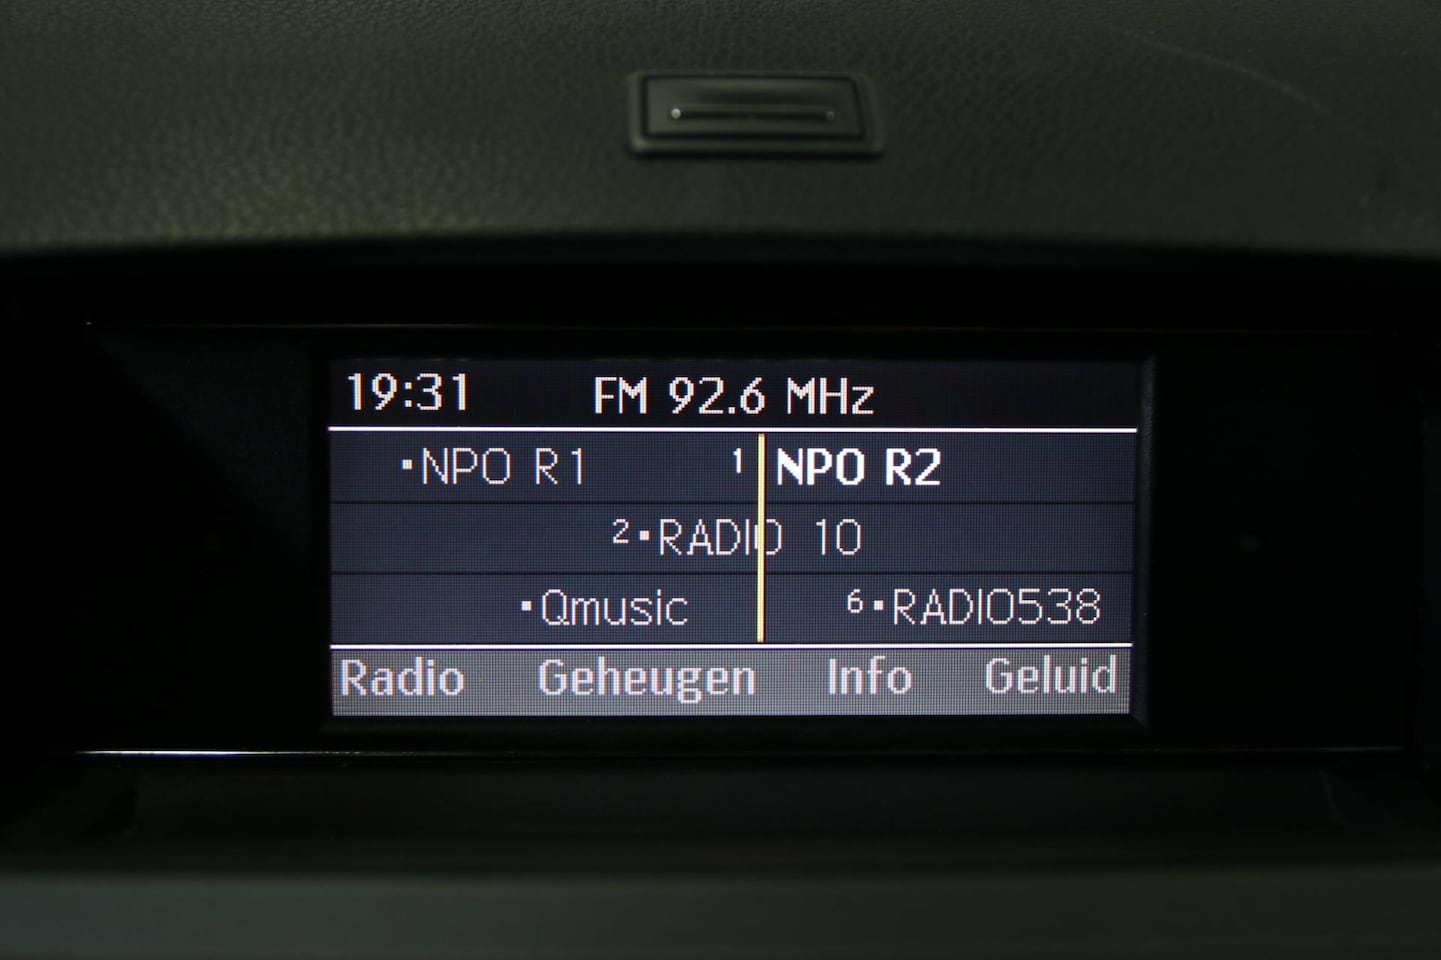 19:31 FM 92.6 MHz
▪NPO R1 1 NPO R2
2▪RADIO 10
▪Qmusic 6▪RADIO538
Radio Geheugen Info Geluid